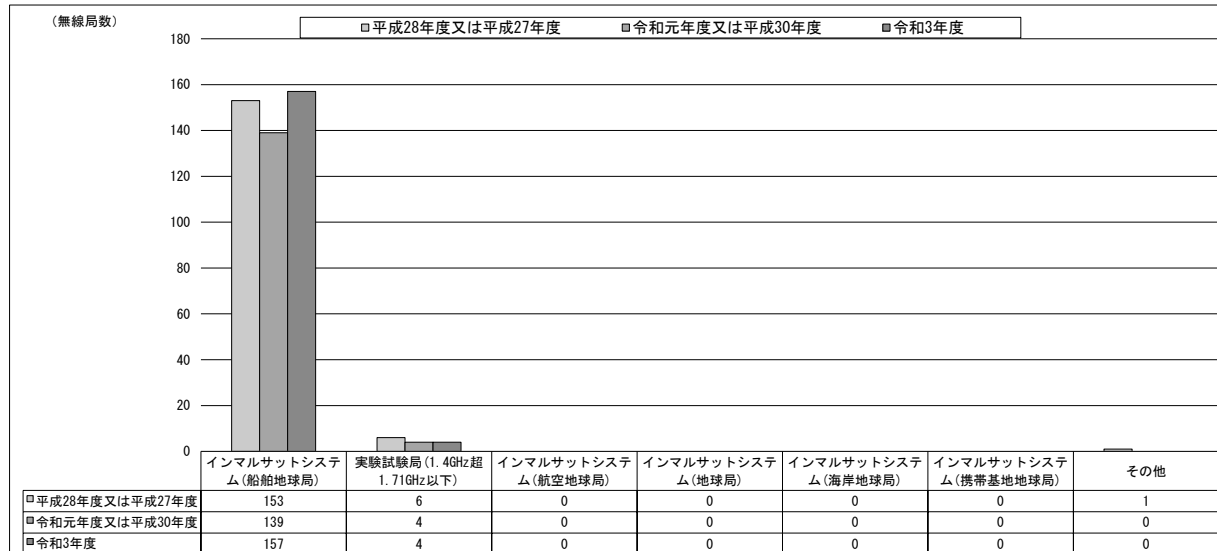 （無線局数）
□平成28年度又は平成27年度 ■令和元年度又は平成30年度 ■令和3年度
180
160
140
120
100
80
60
40
20
0
インマルサットシステム(船舶地球局) 実験試験局(1.4GHz超1.71GHz以下) インマルサットシステム(航空地球局) インマルサットシステム(地球局) インマルサットシステム(海岸地球局) インマルサットシステム(携帯基地地球局) その他
□平成28年度又は平成27年度 153 6 0 0 0 0 1
■令和元年度又は平成30年度 139 4 0 0 0 0 0
■令和3年度 157 4 0 0 0 0 0